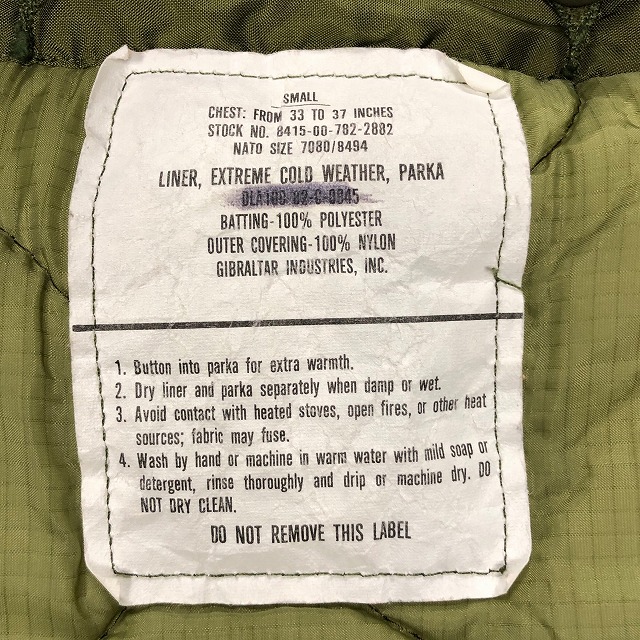 SMALL
CHEST: FROM 33 TO 37 INCHES
STOCK NO. 8415-00-782-2882
NATO SIZE 7080/8494
LINER, EXTREME COLD WEATHER, PARKA
BATTING-100% POLYESTER
OUTER COVERING-100% NYLON
GIBRALTAR INDUSTRIES, INC.
1. Button into parka for extra warmth.
2. Dry liner and parka separately when damp or wet.
3. Avoid contact with heated stoves, open fires, or other heat
sources; fabric may fuse.
4. Wash by hand or machine in warm water with mild soap or
detergent, rinse thoroughly and drip or machine dry. DO
NOT DRY CLEAN.
DO NOT REMOVE THIS LABEL